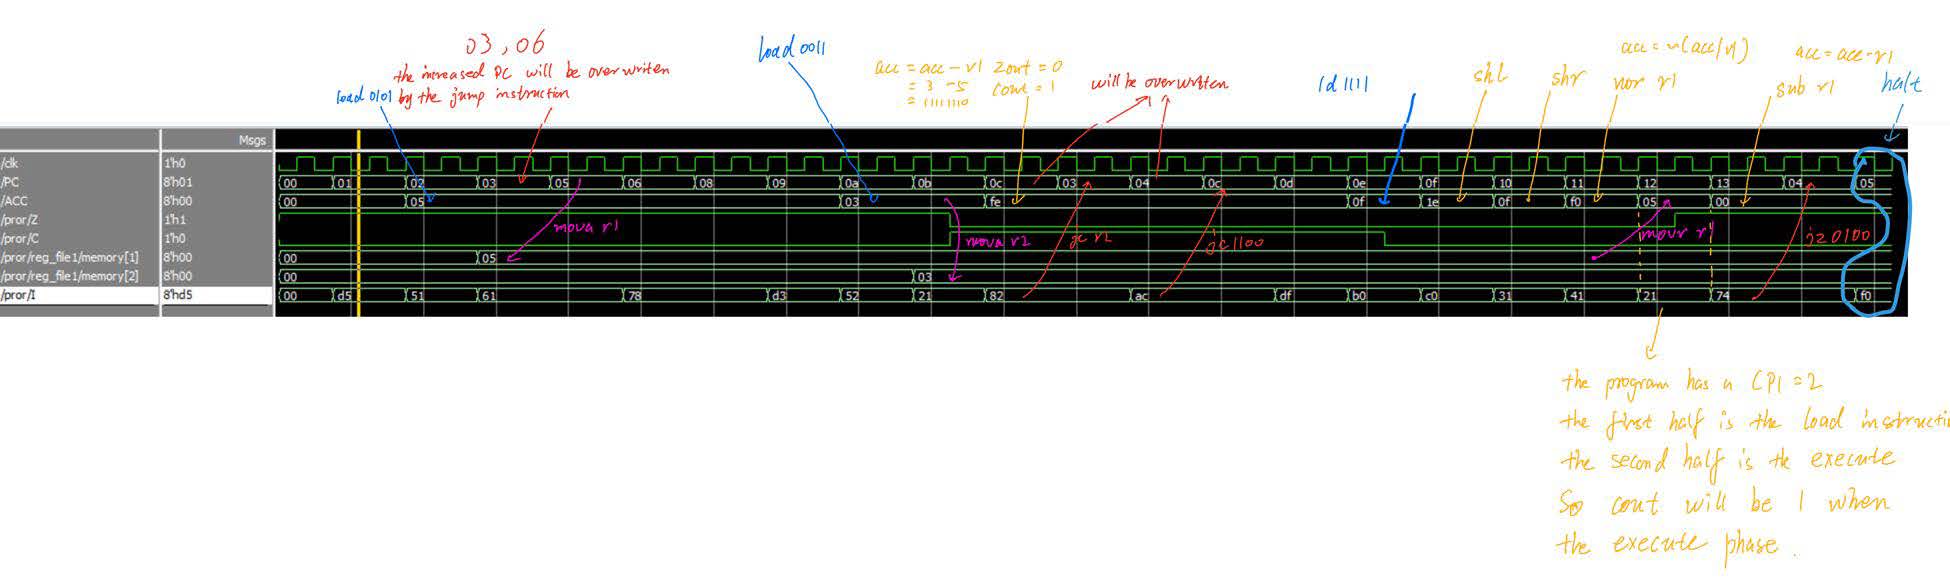 03,06
the increased PC will be overwriten
load 0101 by the jump instruction
load 0011
acc = acc - r1 zout = 0
= 3 - 5 cout = 1
= 11111110
will be overwriten
ld 1111
shl
shr
acc = ~(acc|r1)
nor r1
acc = acc - r1
sub r1
halt
Msgs
/clk 1'h0
/PC 8'h01 00 01 02 03 05 06 08 09 0a 0b 0c 03 04 0c 0d 0e 0f 10 11 12 13 04 05
/ACC 8'h00 00 05 03 fe 0f 1e 0f f0 05 00
/pror/Z 1'h1
/pror/C 1'h0
/pror/reg_file1/memory[1] 8'h00 00 05
/pror/reg_file1/memory[2] 8'h00 00 03
/pror/I 8'hd5 00 d5 51 61 78 d3 52 21 82 ac df b0 c0 31 41 21 74 f0
mova r1
mova r2
jc r2
jc 1100
movr r1
jz 0100
the program has a CPI = 2
the first half is the load instructi
the second half is the execute
So cout will be 1 when
the execute phase.